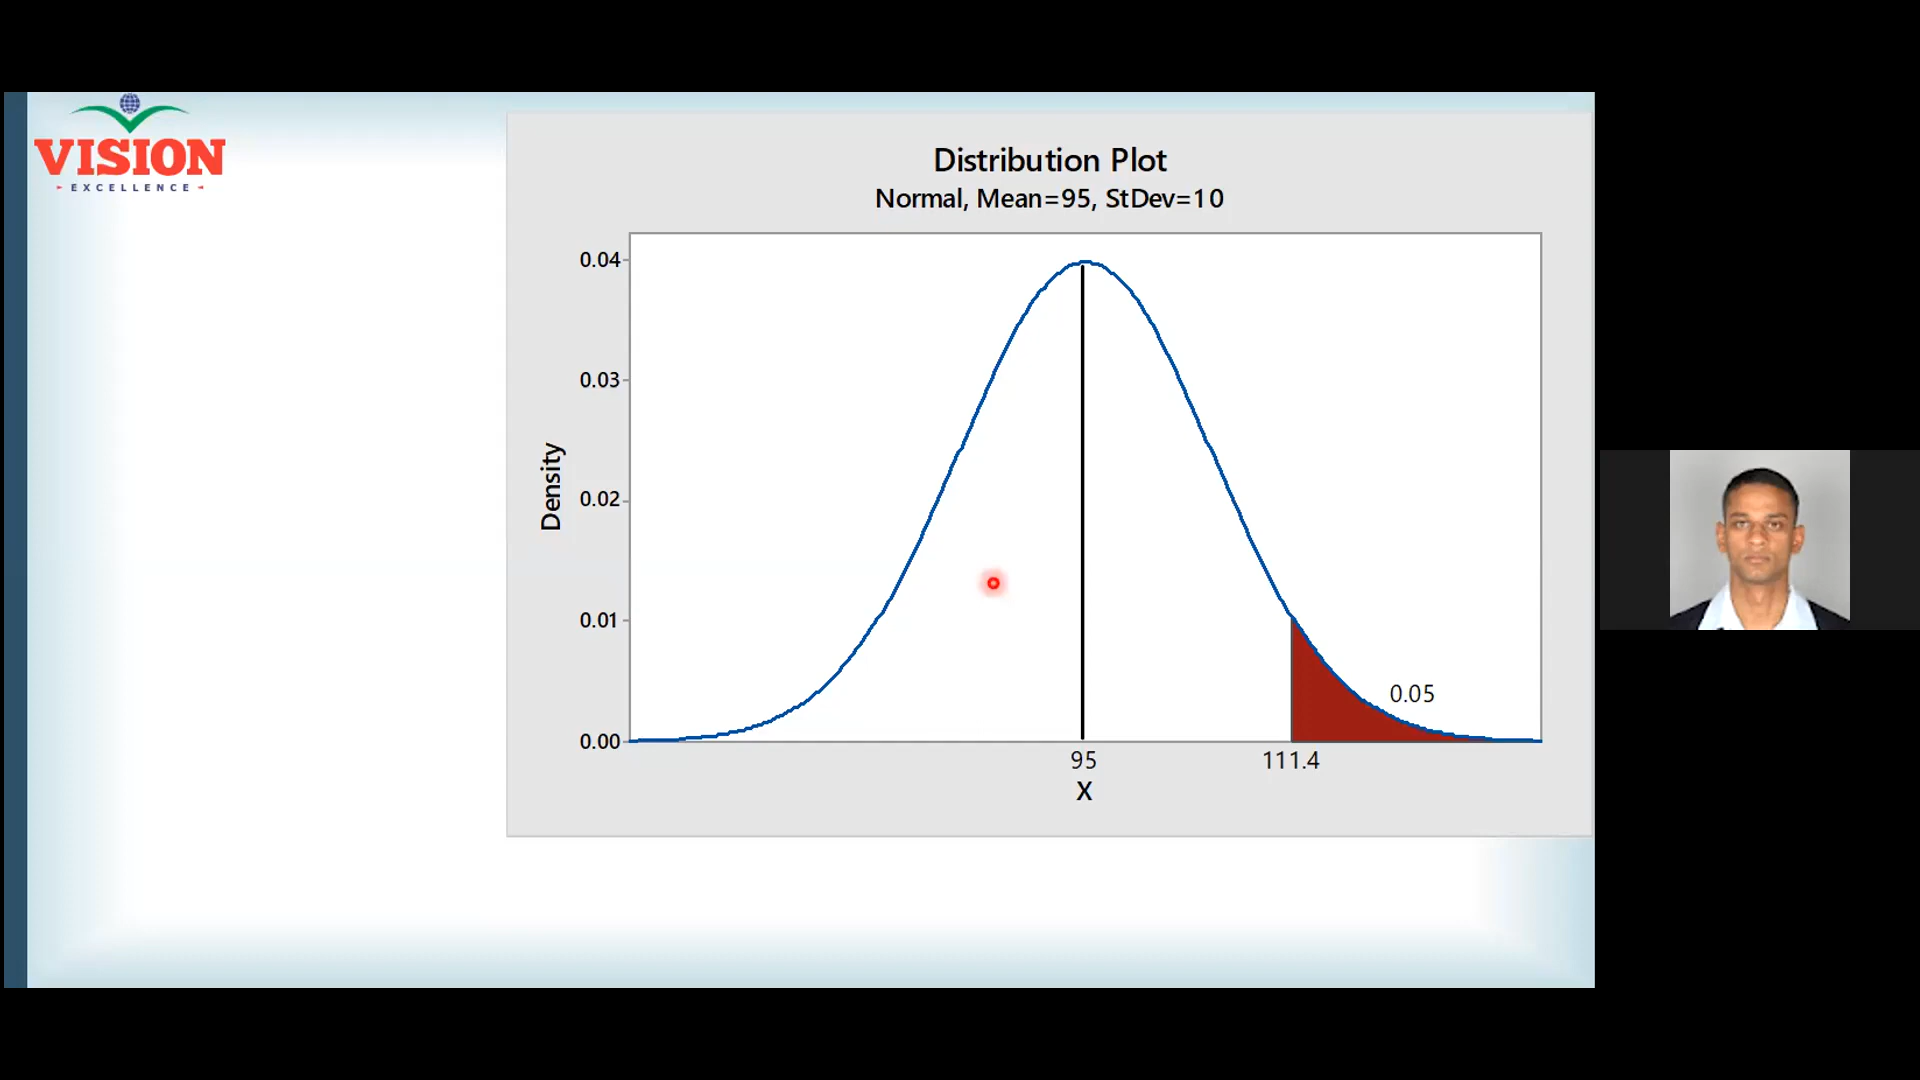 VISION
EXCELLENCE
Distribution Plot
Normal, Mean=95, StDev=10
0.04
0.03
0.02
0.01
0.00
Density
0.05
95
111.4
X